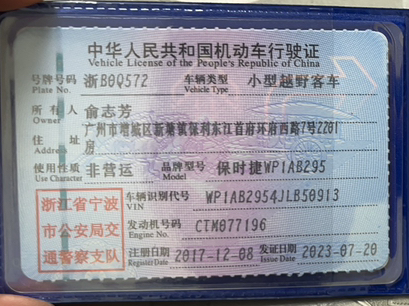 中华人民共和国机动车行驶证
Vehicle License of the People's Republic of China
号牌号码 浙B0Q572 车辆类型 小型越野客车
Plate No. Vehicle Type
所有人 俞志芳
Owner
住址 广州市增城区新塘镇保利东江首府环府西路7号2201房
Address
使用性质 非营运 品牌型号 保时捷WP1AB295
Use Character Model
浙江省宁波市公安局交通警察支队
车辆识别代号 WP1AB2954JLB50913
VIN
发动机号码 CTM077196
Engine No.
注册日期 2017-12-08 发证日期 2023-07-20
Register Date Issue Date